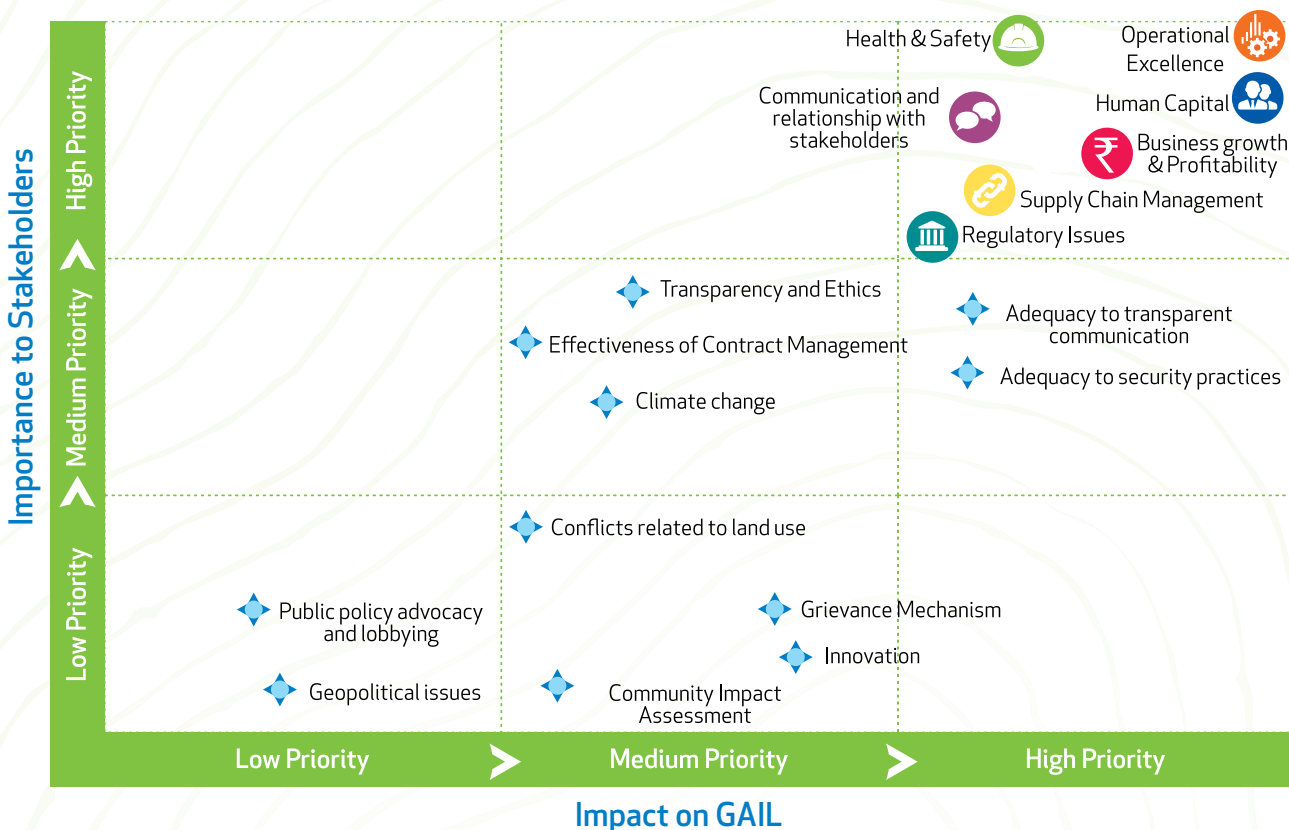 Importance to Stakeholders
High Priority
Medium Priority
Low Priority
Health & Safety
Operational
Excellence
Communication and
relationship with
stakeholders
Human Capital
₹
Business growth
& Profitability
Supply Chain Management
Regulatory Issues
Transparency and Ethics
Effectiveness of Contract Management
Climate change
Adequacy to transparent
communication
Adequacy to security practices
Conflicts related to land use
Public policy advocacy
and lobbying
Geopolitical issues
Grievance Mechanism
Innovation
Community Impact
Assessment
Low Priority
Medium Priority
High Priority
Impact on GAIL